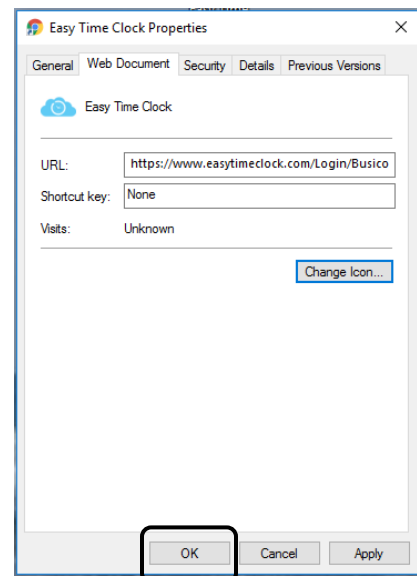 Easy Time Clock Properties
General Web Document Security Details Previous Versions
Easy Time Clock
URL: https://www.easytimeclock.com/Login/Busico
Shortcut key: None
Visits: Unknown
Change Icon...
OK Cancel Apply